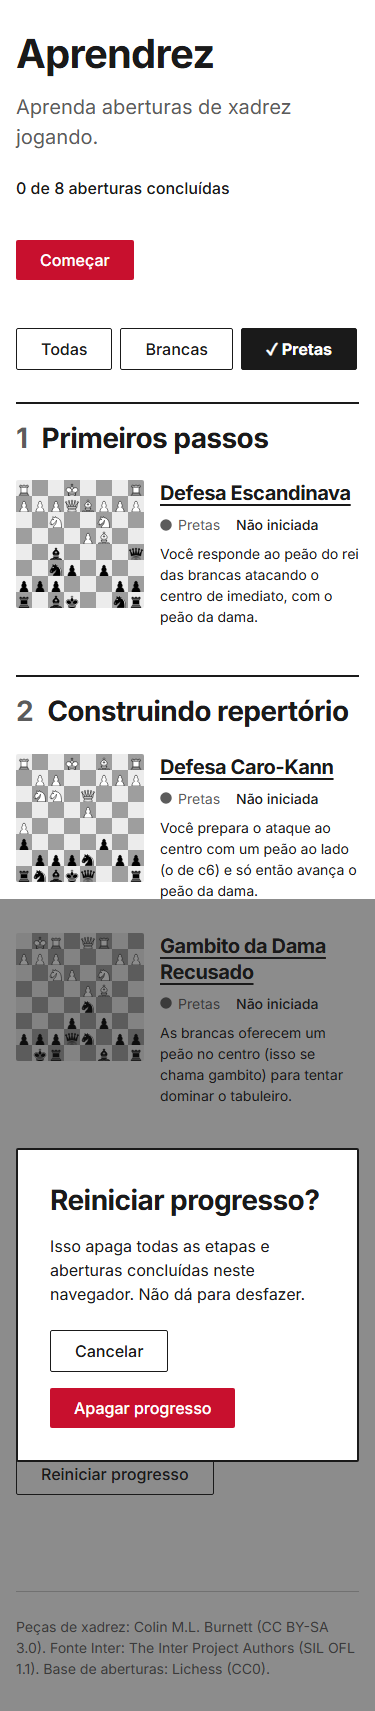 Aprendrez
Aprenda aberturas de xadrez
jogando.
0 de 8 aberturas concluídas
Começar
Todas
Brancas
✓ Pretas
1 Primeiros passos
Defesa Escandinava
Pretas Não iniciada
Você responde ao peão do rei
das brancas atacando o
centro de imediato, com o
peão da dama.
2 Construindo repertório
Defesa Caro-Kann
Pretas Não iniciada
Você prepara o ataque ao
centro com um peão ao lado
(o de c6) e só então avança o
peão da dama.
Gambito da Dama
Recusado
Pretas Não iniciada
As brancas oferecem um
peão no centro (isso se
chama gambito) para tentar
dominar o tabuleiro.
Reiniciar progresso?
Isso apaga todas as etapas e
aberturas concluídas neste
navegador. Não dá para desfazer.
Cancelar
Apagar progresso
Reiniciar progresso
Peças de xadrez: Colin M.L. Burnett (CC BY-SA
3.0). Fonte Inter: The Inter Project Authors (SIL OFL
1.1). Base de aberturas: Lichess (CC0).